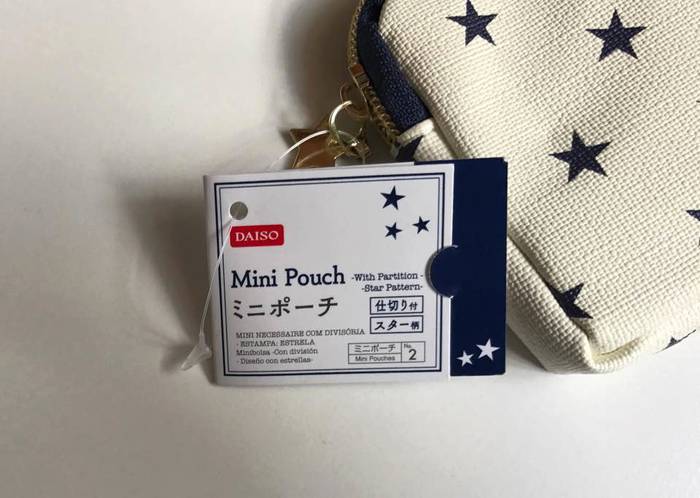 DAISO
Mini Pouch -With Partition-
-Star Pattern-
ミニポーチ 仕切り付
スター柄
MINI NECESSAIRE COM DIVISÓRIA
- ESTAMPA: ESTRELA
Minibolsa -Con división
- Diseño con estrellas-
ミニポーチ No. 2
Mini Pouches